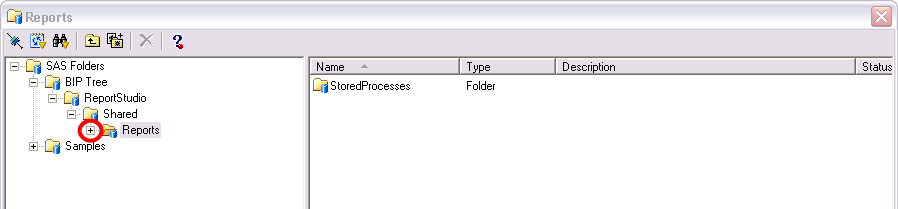 Reports
SAS Folders
BIP Tree
ReportStudio
Shared
Reports
Samples
Name Type Description Status
StoredProcesses Folder